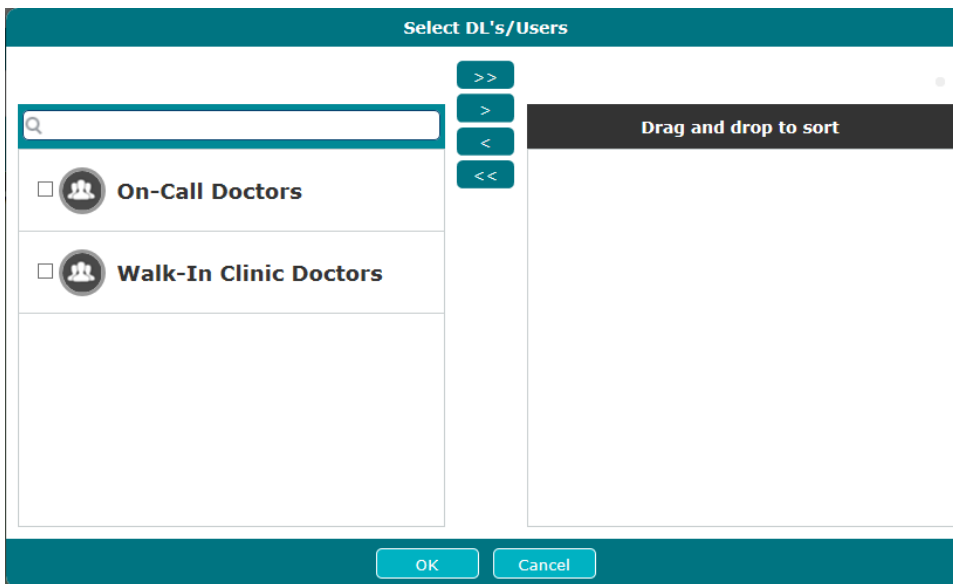 Select DL's/Users
>>
>
<
<<
Drag and drop to sort
On-Call Doctors
Walk-In Clinic Doctors
OK
Cancel